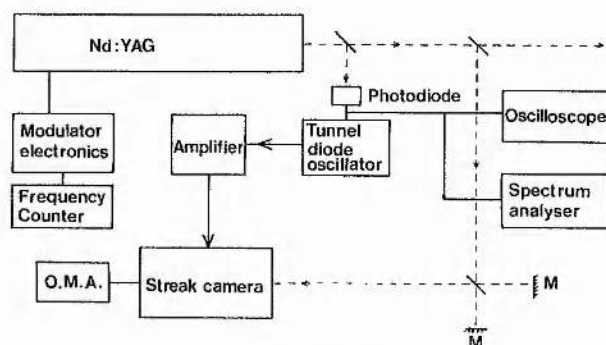 Nd:YAG
Photodiode
Modulator
electronics
Amplifier
Tunnel
diode
oscillator
Oscilloscope
Frequency
Counter
Spectrum
analyser
O.M.A.
Streak camera
M
M